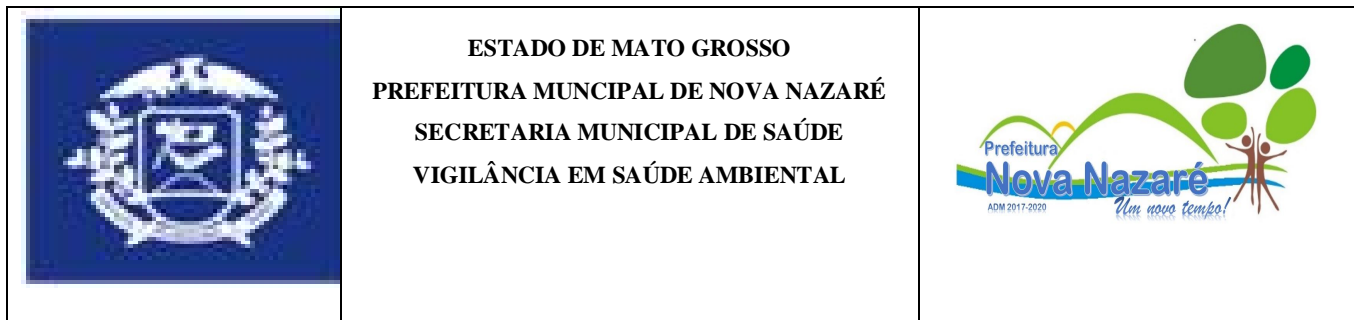 ESTADO DE MATO GROSSO
PREFEITURA MUNCIPAL DE NOVA NAZARÉ
SECRETARIA MUNICIPAL DE SAÚDE
VIGILÂNCIA EM SAÚDE AMBIENTAL
Prefeitura
Nova Nazaré
ADM 2017-2020
Um novo tempo!